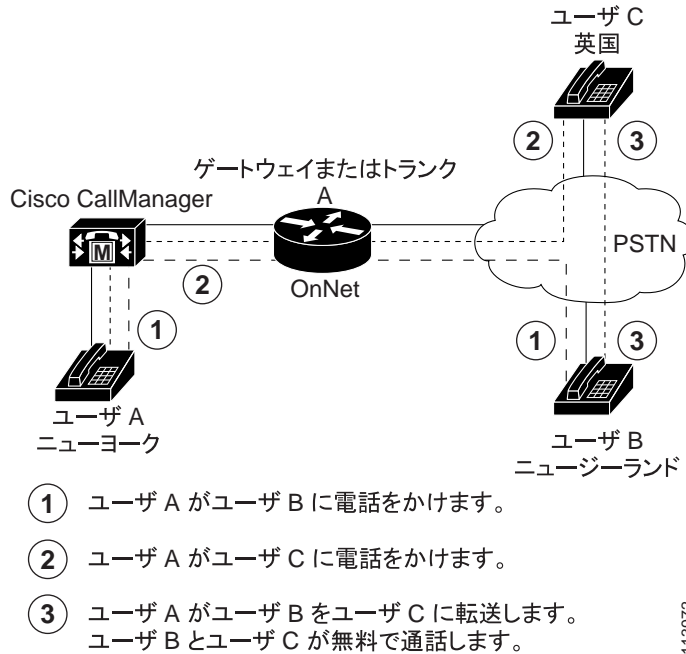 ユーザ C
英国
2
3
ゲートウェイまたはトランク
A
Cisco CallManager
M
PSTN
2
OnNet
1
1
3
ユーザ A
ニューヨーク
ユーザ B
ニュージーランド
1 ユーザ A がユーザ B に電話をかけます。
2 ユーザ A がユーザ C に電話をかけます。
3 ユーザ A がユーザ B をユーザ C に転送します。
ユーザ B とユーザ C が無料で通話します。